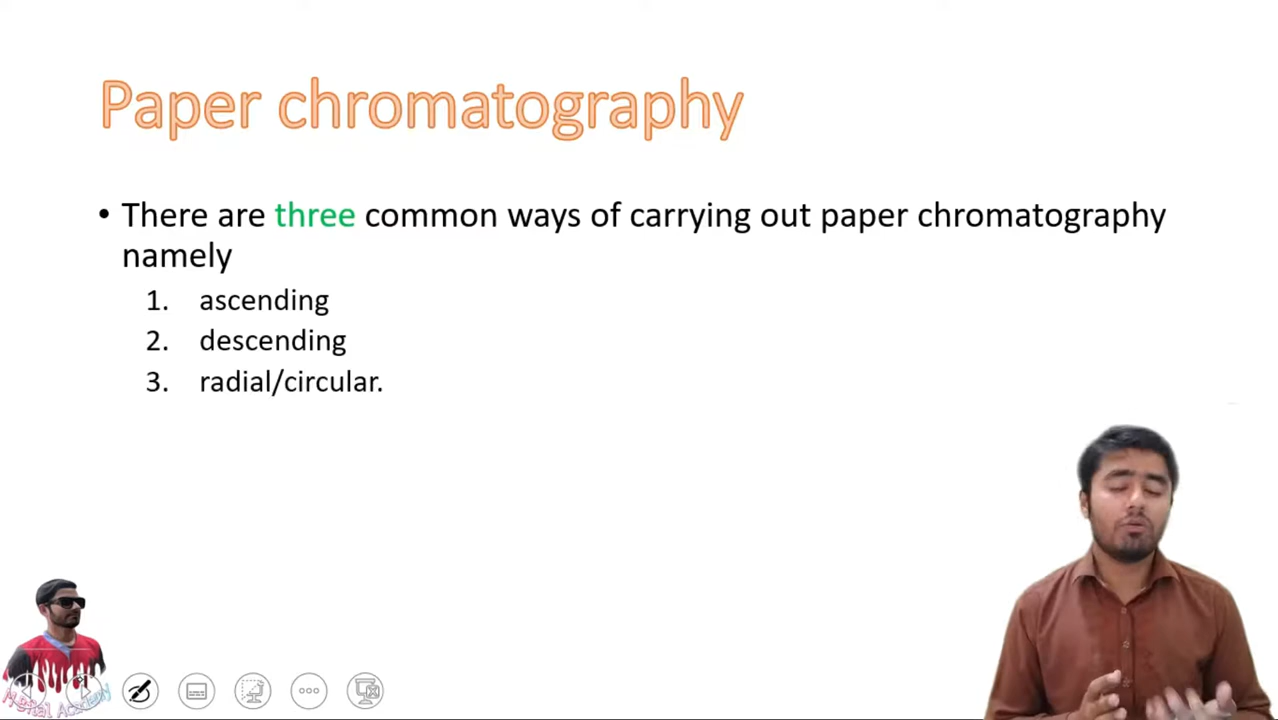 Paper chromatography
• There are three common ways of carrying out paper chromatography
namely
1. ascending
2. descending
3. radial/circular.